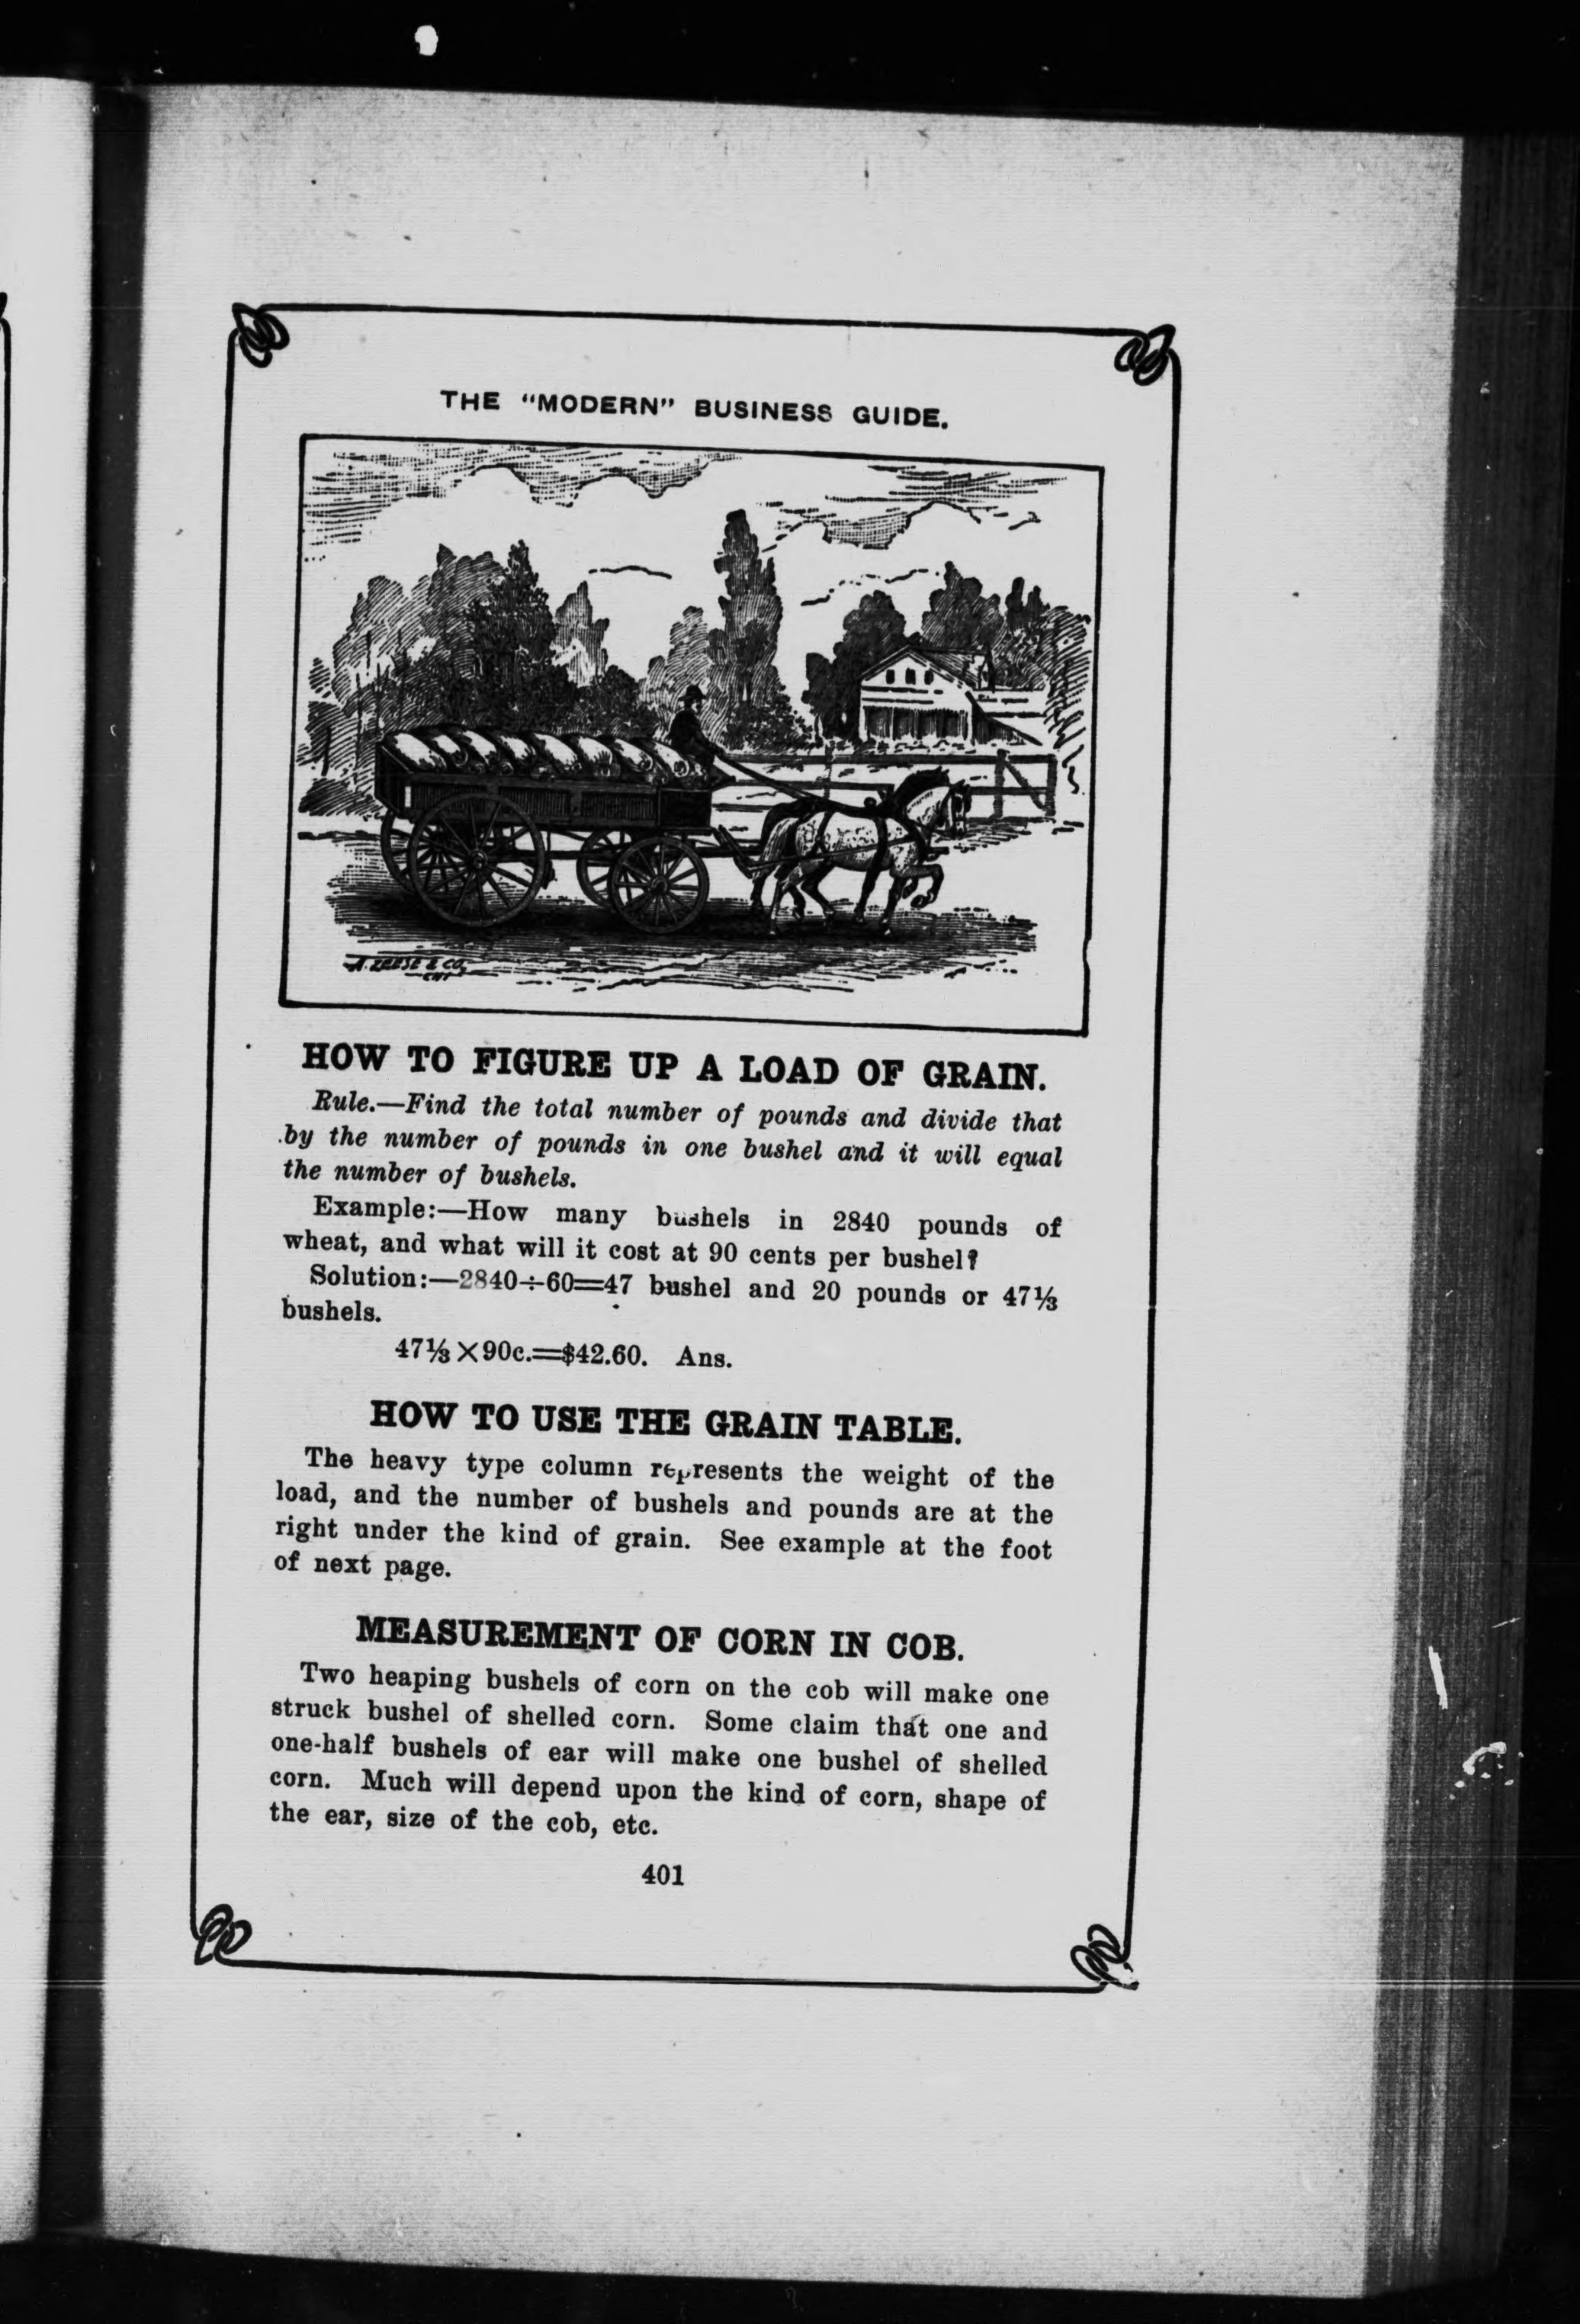 THE "MODERN" BUSINESS GUIDE.
& CO.
HOW TO FIGURE UP A LOAD OF GRAIN.
Rule.—Find the total number of pounds and divide that
by the number of pounds in one bushel and it will equal
the number of bushels.
Example:—How many bushels in 2840 pounds of
wheat, and what will it cost at 90 cents per bushel?
Solution:—2840÷60=47 bushel and 20 pounds or 47⅓
bushels.
47⅓ X 90c.=$42.60. Ans.
HOW TO USE THE GRAIN TABLE.
The heavy type column represents the weight of the
load, and the number of bushels and pounds are at the
right under the kind of grain. See example at the foot
of next page.
MEASUREMENT OF CORN IN COB.
Two heaping bushels of corn on the cob will make one
struck bushel of shelled corn. Some claim that one and
one-half bushels of ear will make one bushel of shelled
corn. Much will depend upon the kind of corn, shape of
the ear, size of the cob, etc.
401